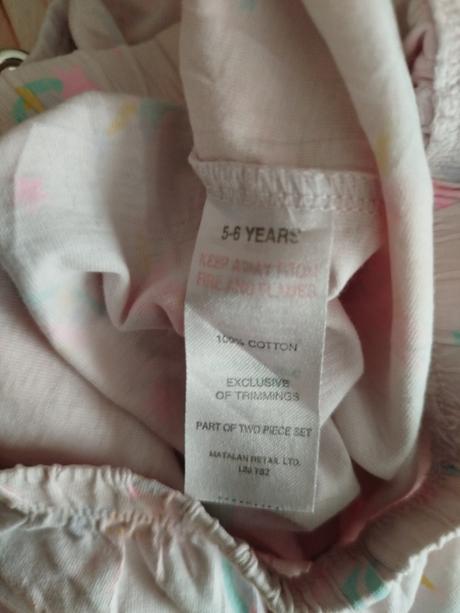 5-6 YEARS
KEEP AWAY FROM
FIRE AND FLAMES
100% COTTON
EXCLUSIVE
OF TRIMMINGS
PART OF TWO PIECE SET
MATALAN RETAIL LTD.